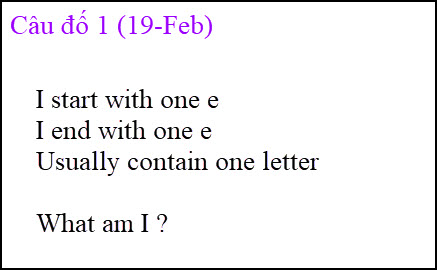 Câu đố 1 (19-Feb)
I start with one e
I end with one e
Usually contain one letter
What am I ?